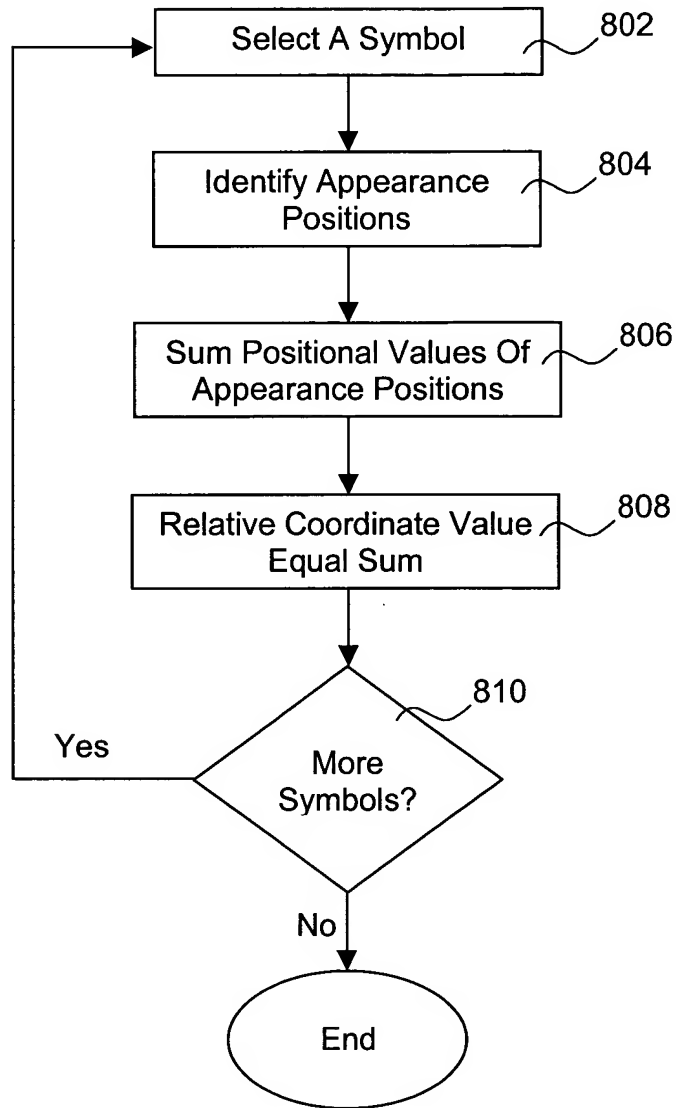 Select A Symbol
802
Identify Appearance
Positions
804
Sum Positional Values Of
Appearance Positions
806
Relative Coordinate Value
Equal Sum
808
810
Yes
More
Symbols?
No
End